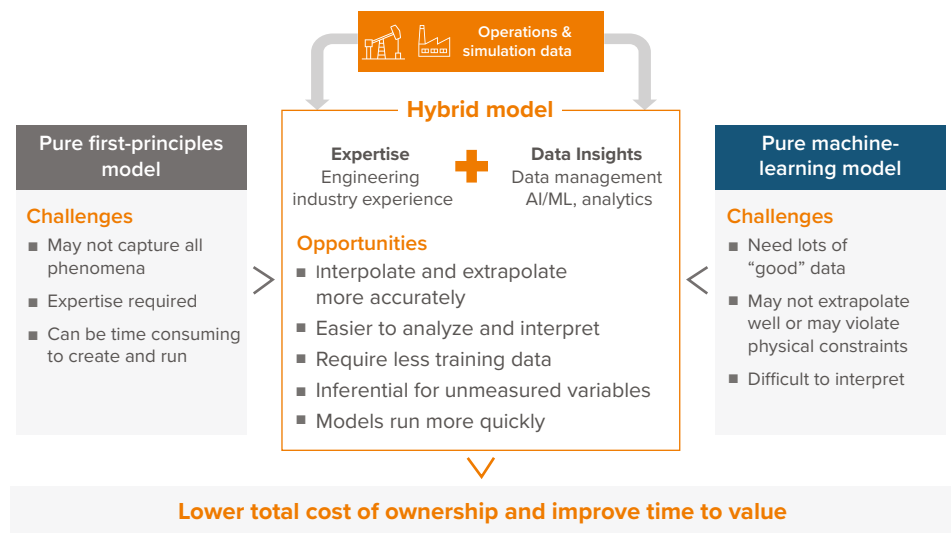 Operations &
simulation data
Hybrid model
Pure first-principles
model
Challenges
May not capture all
phenomena
Expertise required
Can be time consuming
to create and run
Expertise
Engineering
industry experience
Data Insights
Data management
AI/ML, analytics
Opportunities
Interpolate and extrapolate
more accurately
Easier to analyze and interpret
Require less training data
Inferential for unmeasured variables
Models run more quickly
Pure machine-
learning model
Challenges
Need lots of
“good” data
May not extrapolate
well or may violate
physical constraints
Difficult to interpret
Lower total cost of ownership and improve time to value